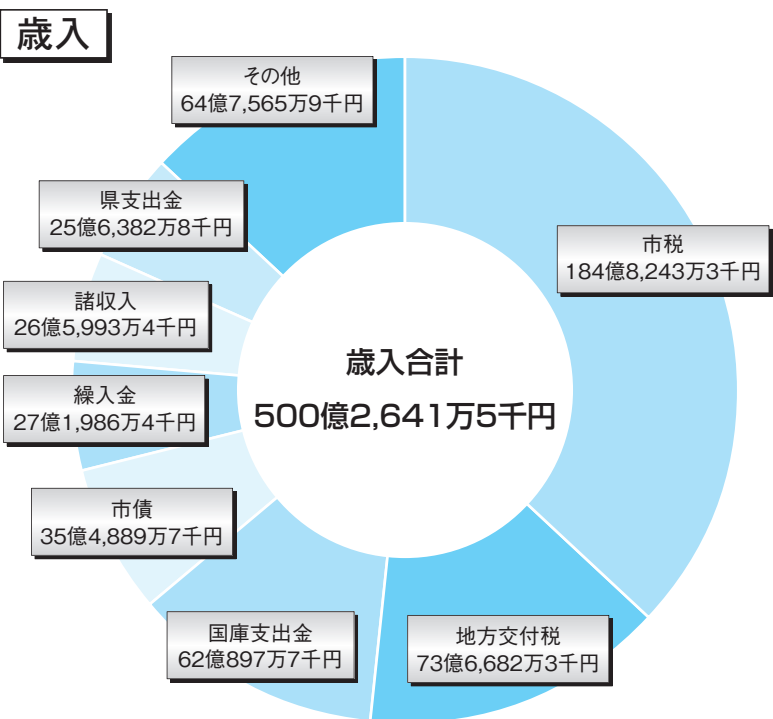 歳入
その他
64億7,565万9千円
県支出金
25億6,382万8千円
市税
184億8,243万3千円
諸収入
26億5,993万4千円
歳入合計
500億2,641万5千円
繰入金
27億1,986万4千円
市債
35億4,889万7千円
国庫支出金
62億897万7千円
地方交付税
73億6,682万3千円